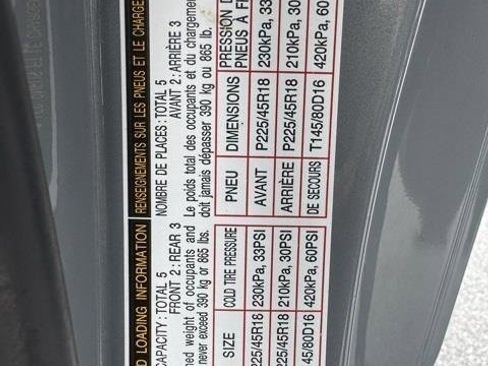 D LOADING INFORMATION
RENSEIGNEMENTS SUR LES PNEUS ET LE CHARGE
CAPACITY : TOTAL 5
FRONT 2 : REAR 3
ned weight of occupants and
never exceed 390 kg or 865 lbs.
SIZE COLD TIRE PRESSURE
225/45R18 230kPa, 33PSI
225/45R18 210kPa, 30PSI
45/80D16 420kPa, 60PSI
NOMBRE DE PLACES : TOTAL 5
AVANT 2 : ARRIÈRE 3
Le poids total des occupants et du chargement
doit jamais dépasser 390 kg ou 865 lb.
PNEU DIMENSIONS PRESSION D
PNEUS À F
AVANT P225/45R18 230kPa, 33
ARRIÈRE P225/45R18 210kPa, 30
DE SECOURS T145/80D16 420kPa, 60